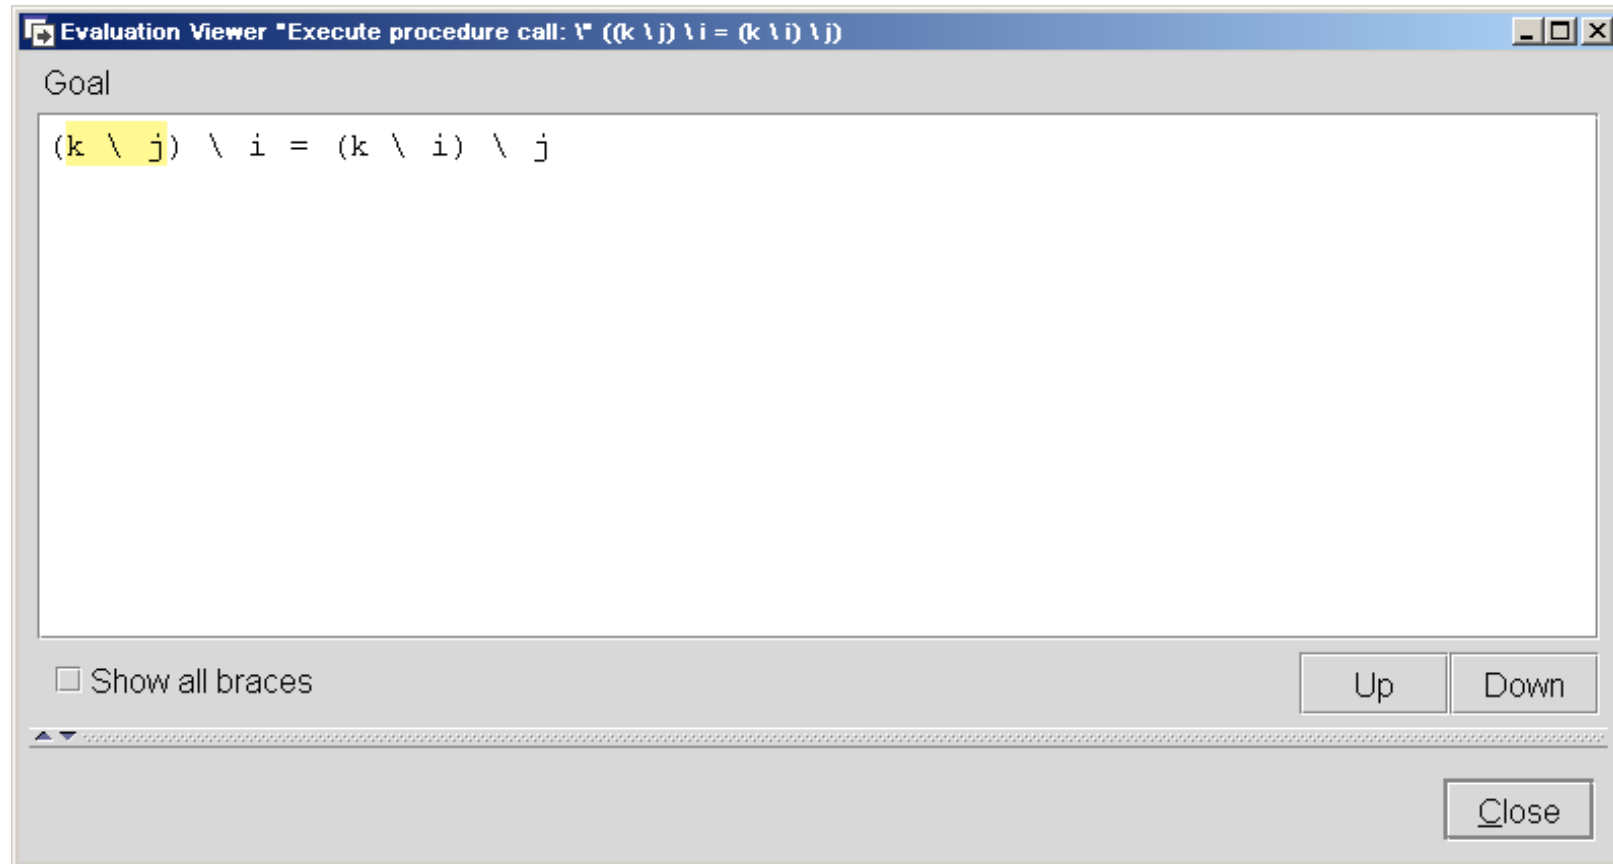 Evaluation Viewer "Execute procedure call: \" ((k \ j) \ i = (k \ i) \ j)
Goal
(k \ j) \ i = (k \ i) \ j
Show all braces
Up
Down
Close